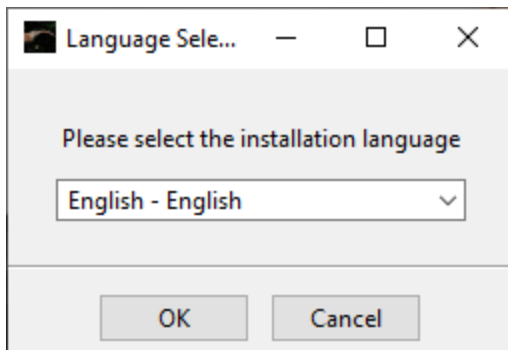 Language Sele...
Please select the installation language
English - English
OK
Cancel